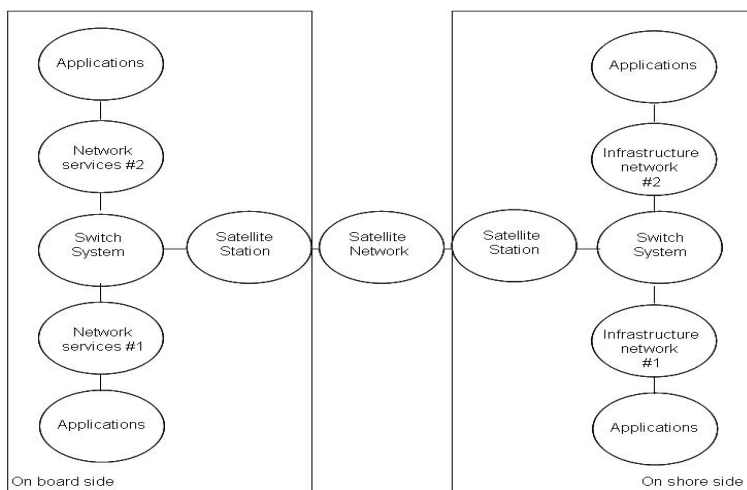 Applications
Applications
Network
services #2
Infrastructure
network
#2
Switch
System
Satellite
Station
Satellite
Network
Satellite
Station
Switch
System
Network
services #1
Infrastructure
network
#1
Applications
Applications
On board side
On shore side